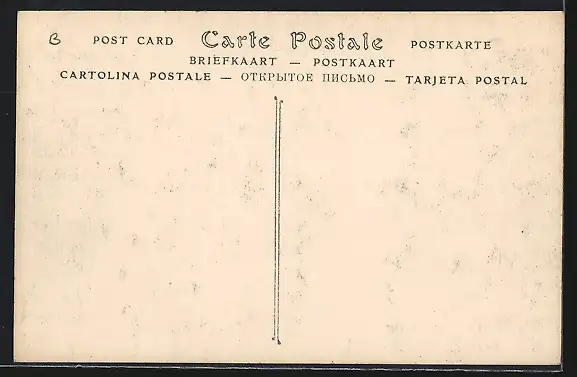 B POST CARD Carte Postale POSTKARTE
BRIEFKAART — POSTKAART
CARTOLINA POSTALE — ОТКРЫТОЕ ПИСЬМО — TARJETA POSTAL